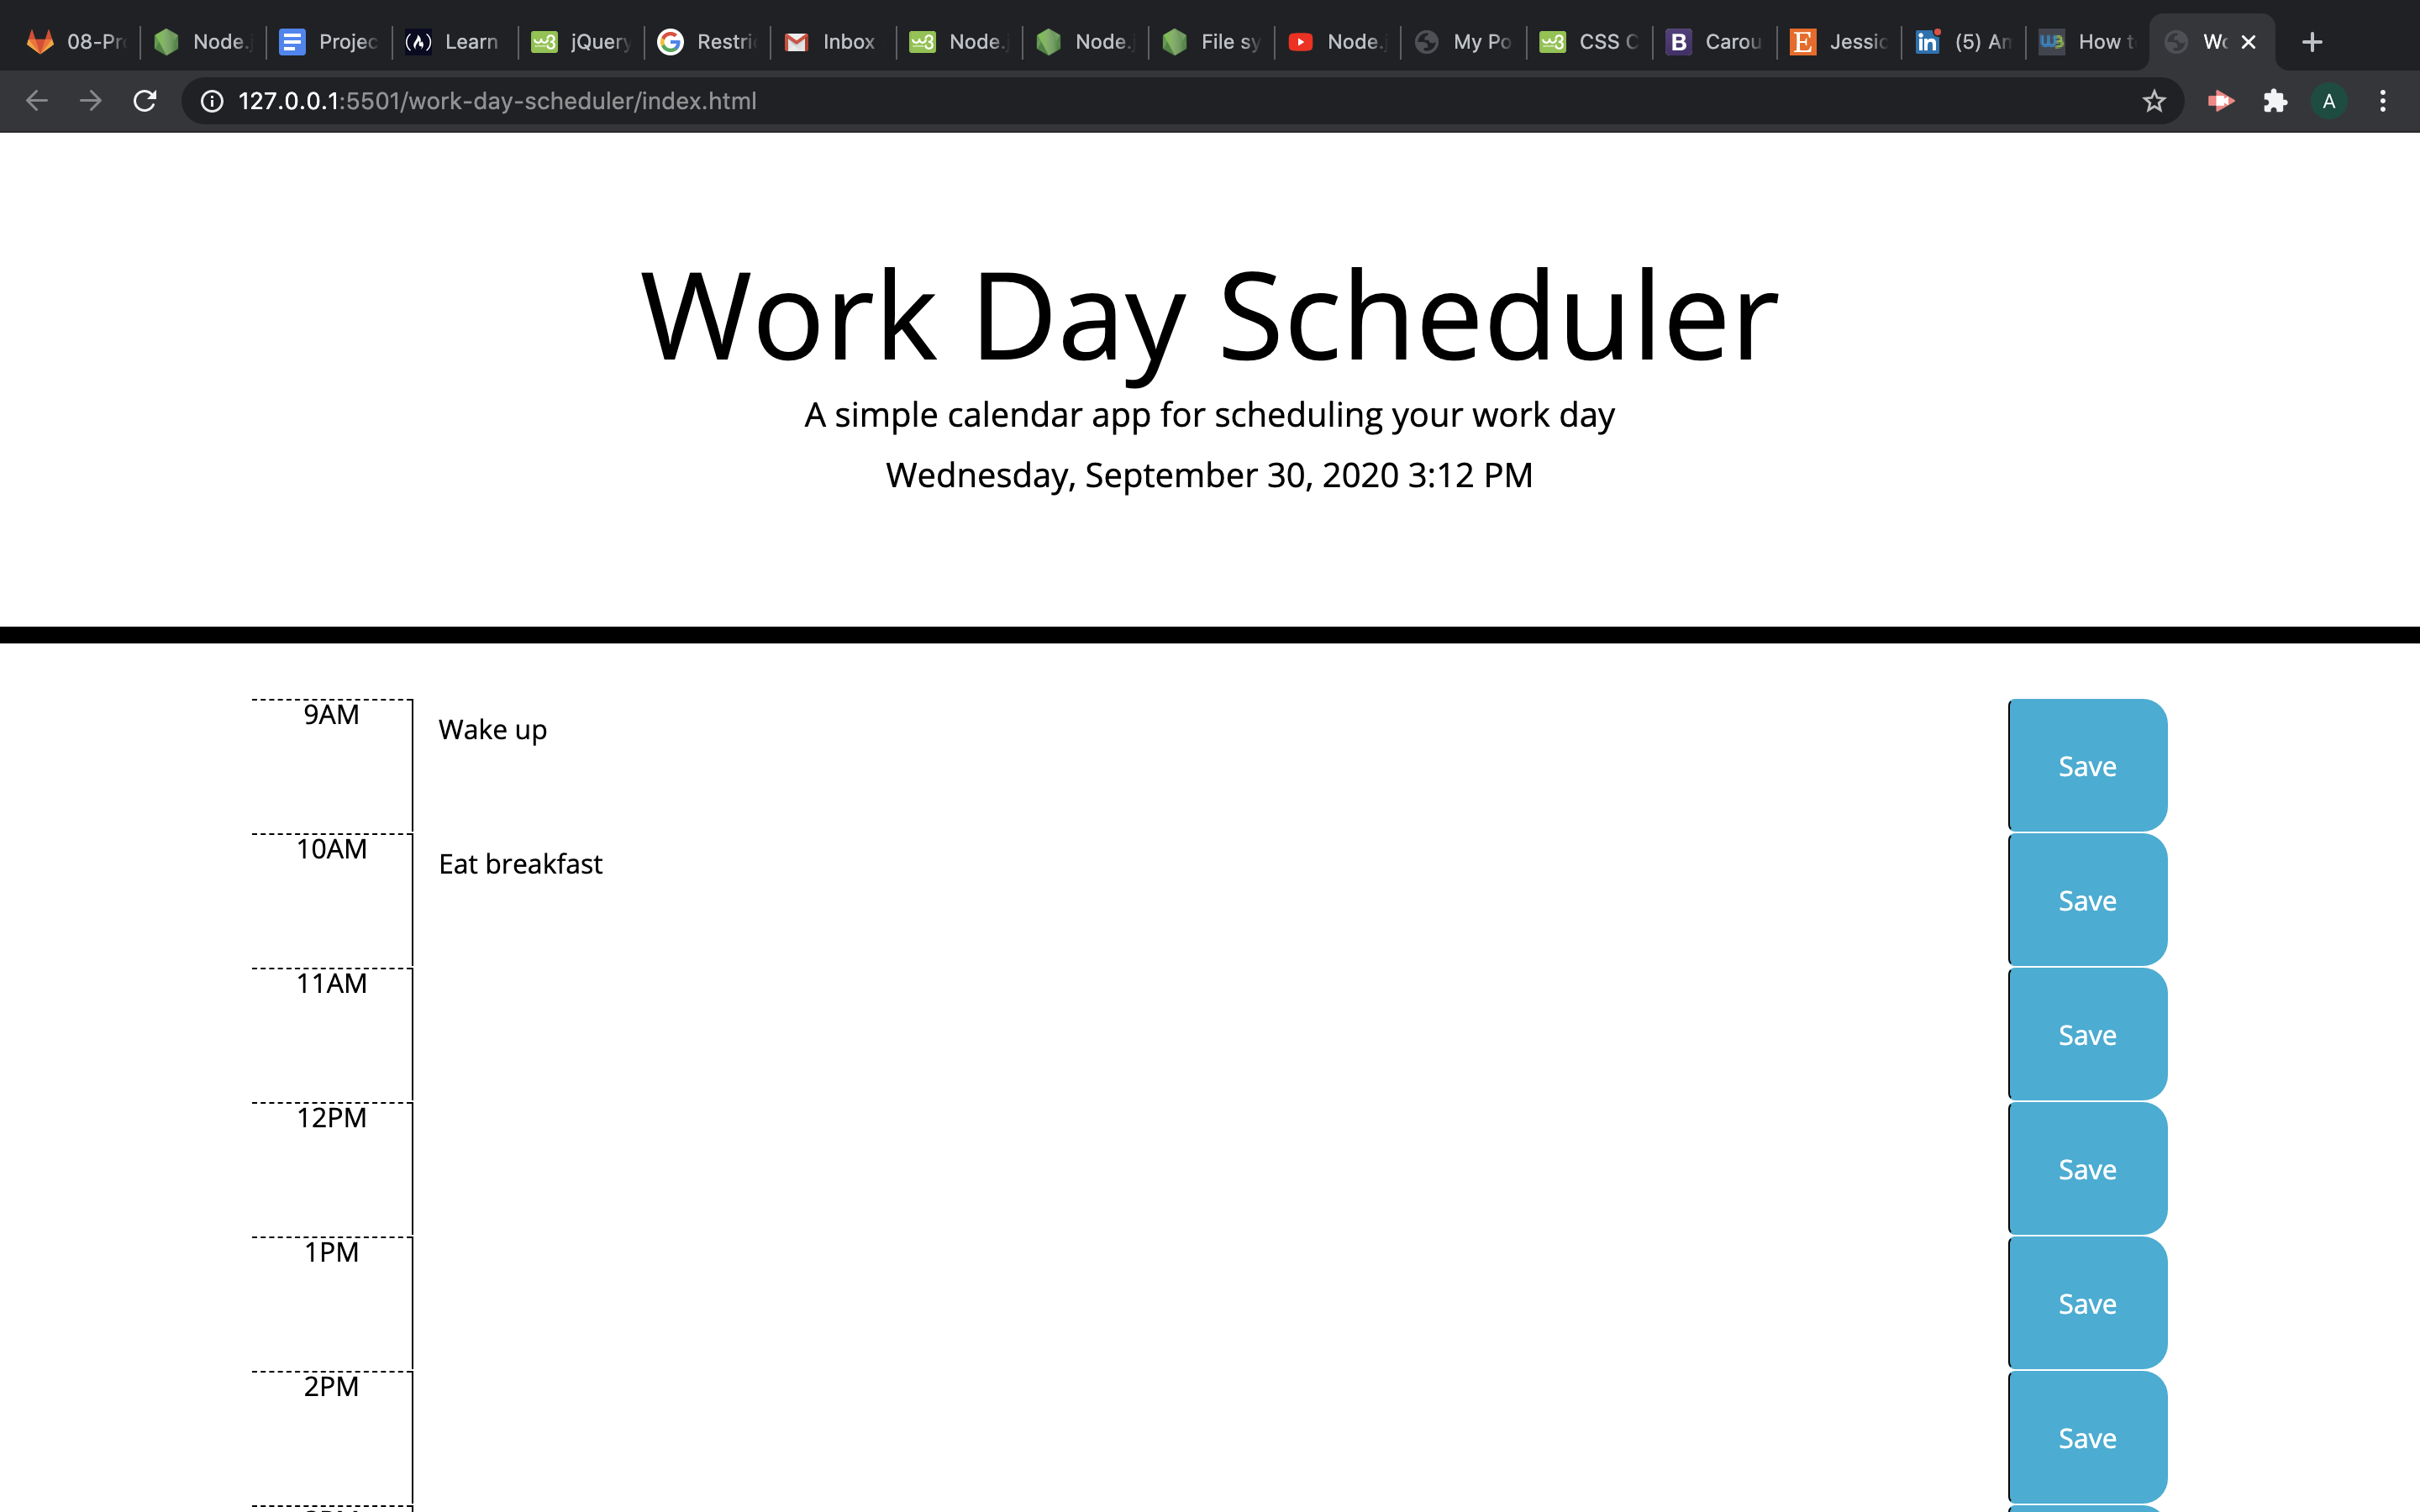 08-Pr Node. Projec Learn jQuery Restri Inbox Node. Node. File sy Node. My Po CSS C Carou Jessic (5) An How t Wo
127.0.0.1:5501/work-day-scheduler/index.html A
Work Day Scheduler
A simple calendar app for scheduling your work day
Wednesday, September 30, 2020 3:12 PM
9AM Wake up Save
10AM Eat breakfast Save
11AM Save
12PM Save
1PM Save
2PM Save